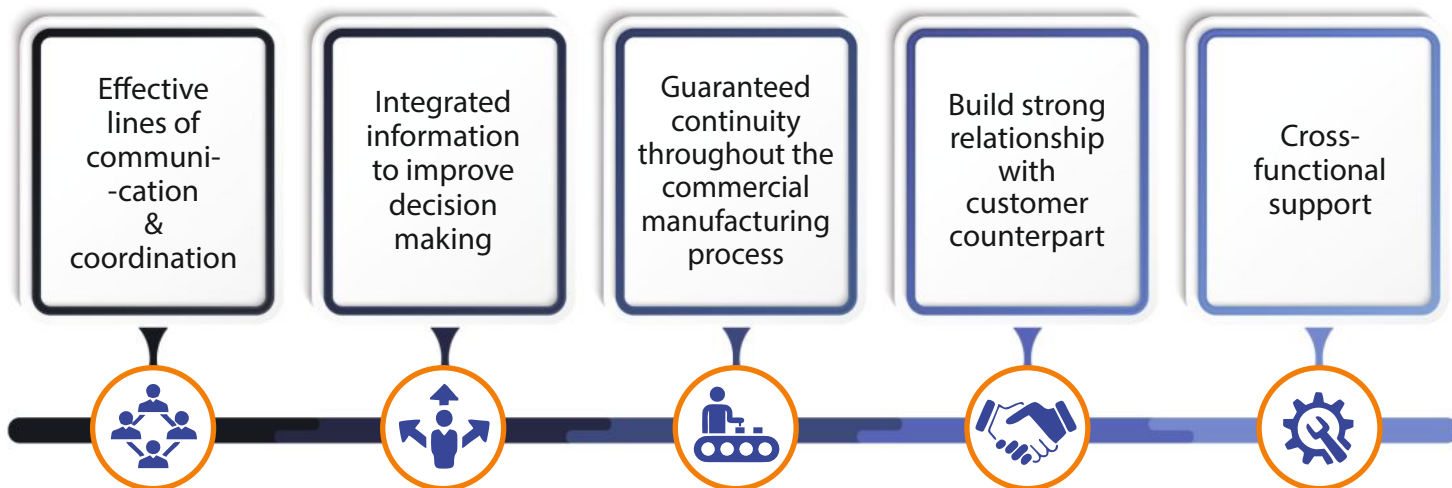 Effective
lines of
communi-
-cation
&
coordination
Integrated
information
to improve
decision
making
Guaranteed
continuity
throughout the
commercial
manufacturing
process
Build strong
relationship
with
customer
counterpart
Cross-
functional
support